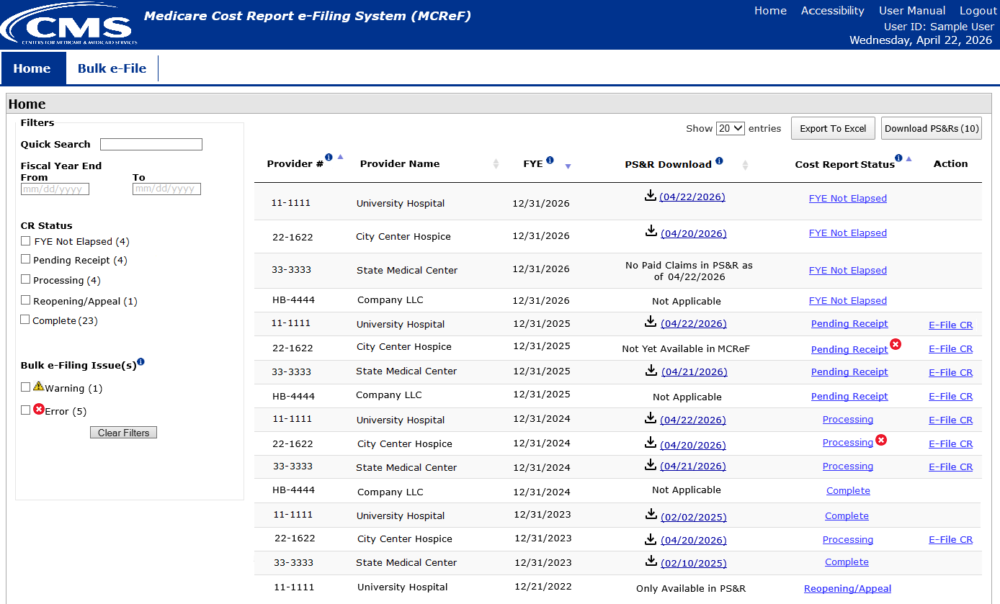 CMS
CENTERS FOR MEDICARE & MEDICAID SERVICES
Medicare Cost Report e-Filing System (MCReF)
Home Accessibility User Manual Logout
User ID: Sample User
Wednesday, April 22, 2026
Home Bulk e-File
Home
Filters
Quick Search
Fiscal Year End
From To
mm/dd/yyyy mm/dd/yyyy
CR Status
FYE Not Elapsed (4)
Pending Receipt (4)
Processing (4)
Reopening/Appeal (1)
Complete (23)
Bulk e-Filing Issue(s)
Warning (1)
Error (5)
Clear Filters
Show 20 entries Export To Excel Download PS&Rs (10)
Provider # Provider Name FYE PS&R Download Cost Report Status Action
11-1111 University Hospital 12/31/2026 (04/22/2026) FYE Not Elapsed
22-1622 City Center Hospice 12/31/2026 (04/20/2026) FYE Not Elapsed
33-3333 State Medical Center 12/31/2026 No Paid Claims in PS&R as FYE Not Elapsed
of 04/22/2026
HB-4444 Company LLC 12/31/2026 Not Applicable FYE Not Elapsed
11-1111 University Hospital 12/31/2025 (04/22/2026) Pending Receipt E-File CR
22-1622 City Center Hospice 12/31/2025 Not Yet Available in MCReF Pending Receipt E-File CR
33-3333 State Medical Center 12/31/2025 (04/21/2026) Pending Receipt E-File CR
HB-4444 Company LLC 12/31/2025 Not Applicable Pending Receipt E-File CR
11-1111 University Hospital 12/31/2024 (04/22/2026) Processing E-File CR
22-1622 City Center Hospice 12/31/2024 (04/20/2026) Processing E-File CR
33-3333 State Medical Center 12/31/2024 (04/21/2026) Processing E-File CR
HB-4444 Company LLC 12/31/2024 Not Applicable Complete
11-1111 University Hospital 12/31/2023 (02/02/2025) Complete
22-1622 City Center Hospice 12/31/2023 (04/20/2026) Processing E-File CR
33-3333 State Medical Center 12/31/2023 (02/10/2025) Complete
11-1111 University Hospital 12/21/2022 Only Available in PS&R Reopening/Appeal